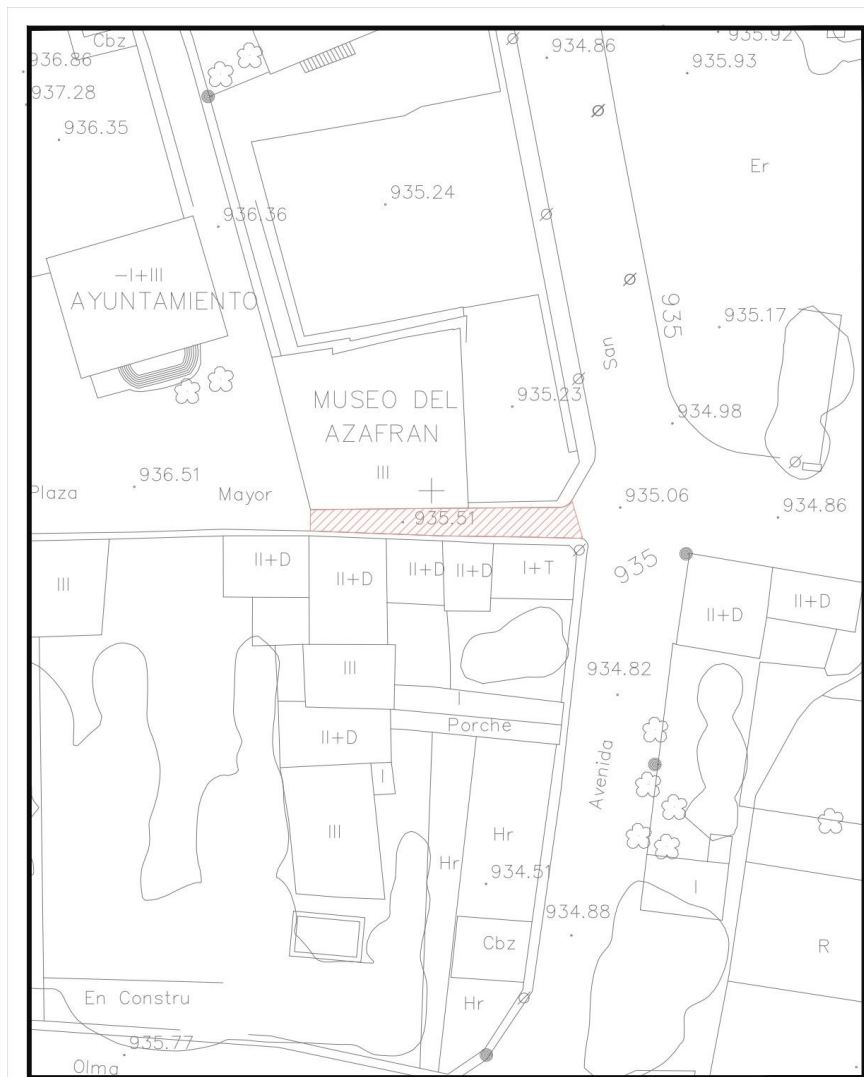 Cbz
934.86
935.92
936.86
935.93
937.28
936.35
Er
935.24
936.36
-I+III
AYUNTAMIENTO
935
935.17
San
MUSEO DEL
AZAFRAN
935.23
934.98
III
936.51
Plaza
Mayor
935.06
934.86
935.51
935
III
II+D
II+D
II+D
II+D
I+T
II+D
II+D
III
934.82
I
Porche
II+D
I
Avenida
III
Hr
Hr
934.51
I
934.88
Cbz
R
En Constru
Hr
935.77
Olma